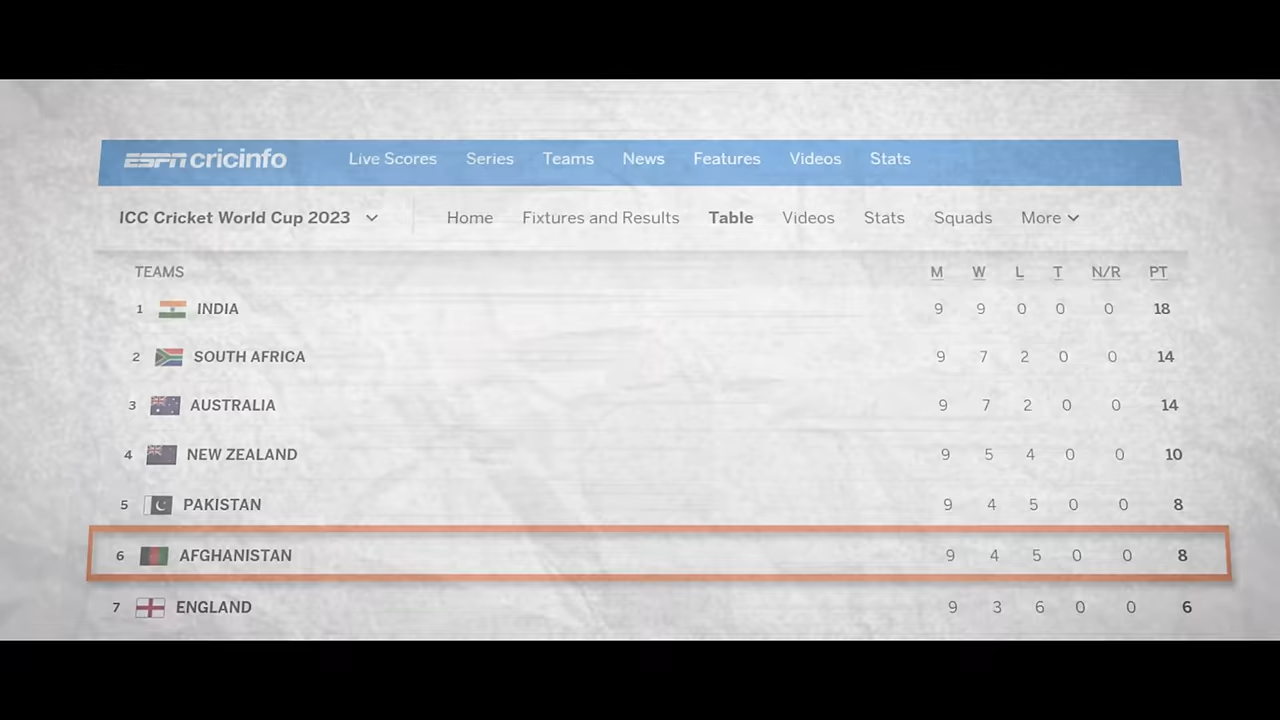 ESPN cricinfo Live Scores Series Teams News Features Videos Stats
ICC Cricket World Cup 2023 Home Fixtures and Results Table Videos Stats Squads More
TEAMS M W L T N/R PT
1 INDIA 9 9 0 0 0 18
2 SOUTH AFRICA 9 7 2 0 0 14
3 AUSTRALIA 9 7 2 0 0 14
4 NEW ZEALAND 9 5 4 0 0 10
5 PAKISTAN 9 4 5 0 0 8
6 AFGHANISTAN 9 4 5 0 0 8
7 ENGLAND 9 3 6 0 0 6